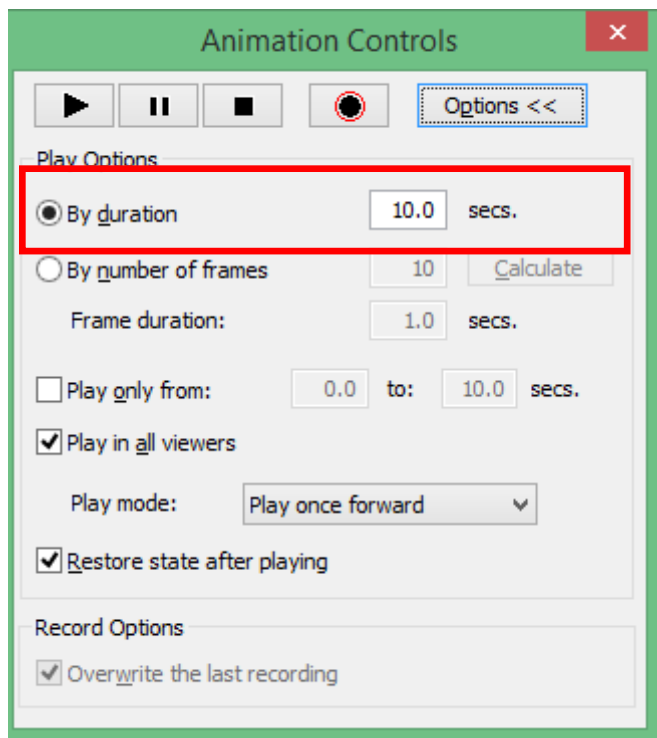 Animation Controls
Options <<
Play Options
By duration 10.0 secs.
By number of frames 10 Calculate
Frame duration: 1.0 secs.
Play only from: 0.0 to: 10.0 secs.
Play in all viewers
Play mode: Play once forward
Restore state after playing
Record Options
Overwrite the last recording